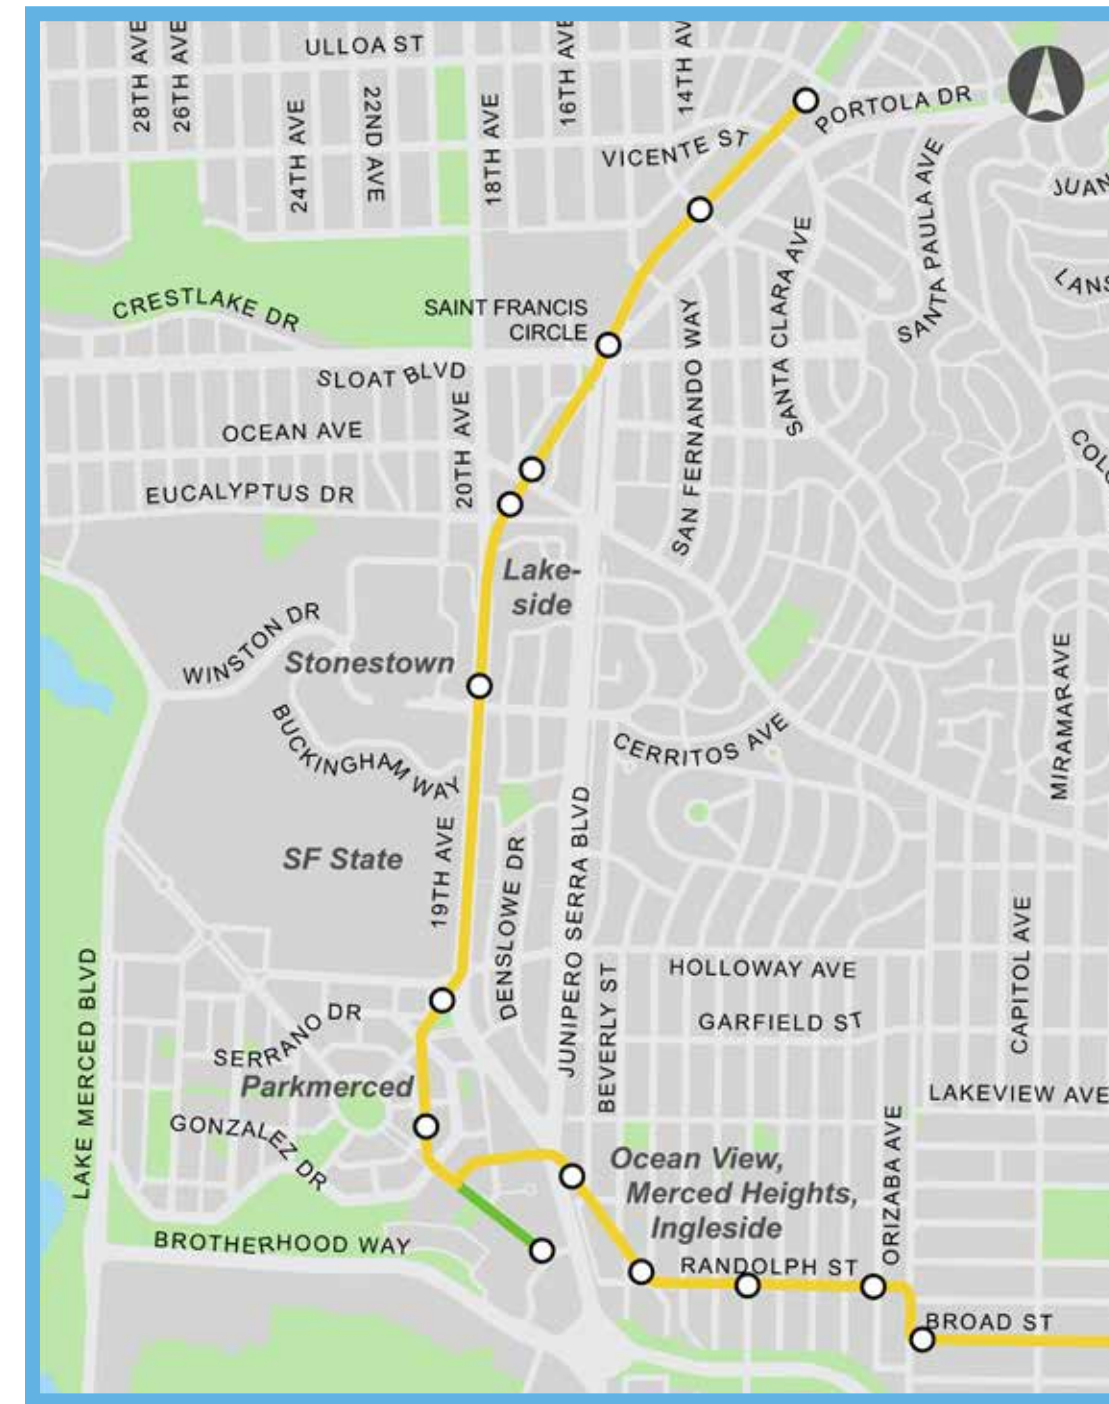 28TH AVE
26TH AVE
ULLOA ST
16TH AVE
14TH AV
24TH AVE
22ND AVE
18TH AVE
VICENTE ST
PORTOLA DR
SANTA PAULA AVE
JUAN
LANS
SANTA CLARA AVE
CRESTLAKE DR
SAINT FRANCIS
CIRCLE
SAN FERNANDO WAY
SLOAT BLVD
OCEAN AVE
20TH AVE
EUCALYPTUS DR
COLO
Lake-
side
WINSTON DR
Stonestown
BUCKINGHAM WAY
CERRITOS AVE
MIRAMAR AVE
SF State
19TH AVE
DENSLOWE DR
JUNIPERO SERRA BLVD
HOLLOWAY AVE
GARFIELD ST
CAPITOL AVE
BEVERLY ST
LAKE MERCED BLVD
SERRANO DR
Parkmerced
LAKEVIEW AVE
GONZALEZ DR
ORIZABA AVE
Ocean View,
Merced Heights,
Ingleside
BROTHERHOOD WAY
RANDOLPH ST
BROAD ST